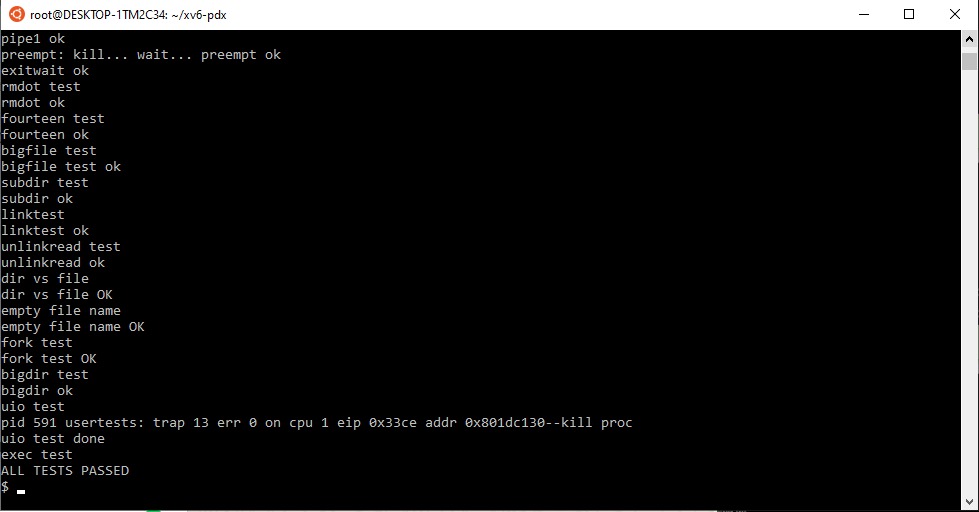 root@DESKTOP-1TM2C34: ~/xv6-pdx
pipe1 ok
preempt: kill... wait... preempt ok
exitwait ok
rmdot test
rmdot ok
fourteen test
fourteen ok
bigfile test
bigfile test ok
subdir test
subdir ok
linktest
linktest ok
unlinkread test
unlinkread ok
dir vs file
dir vs file OK
empty file name
empty file name OK
fork test
fork test OK
bigdir test
bigdir ok
uio test
pid 591 usertests: trap 13 err 0 on cpu 1 eip 0x33ce addr 0x801dc130--kill proc
uio test done
exec test
ALL TESTS PASSED
$